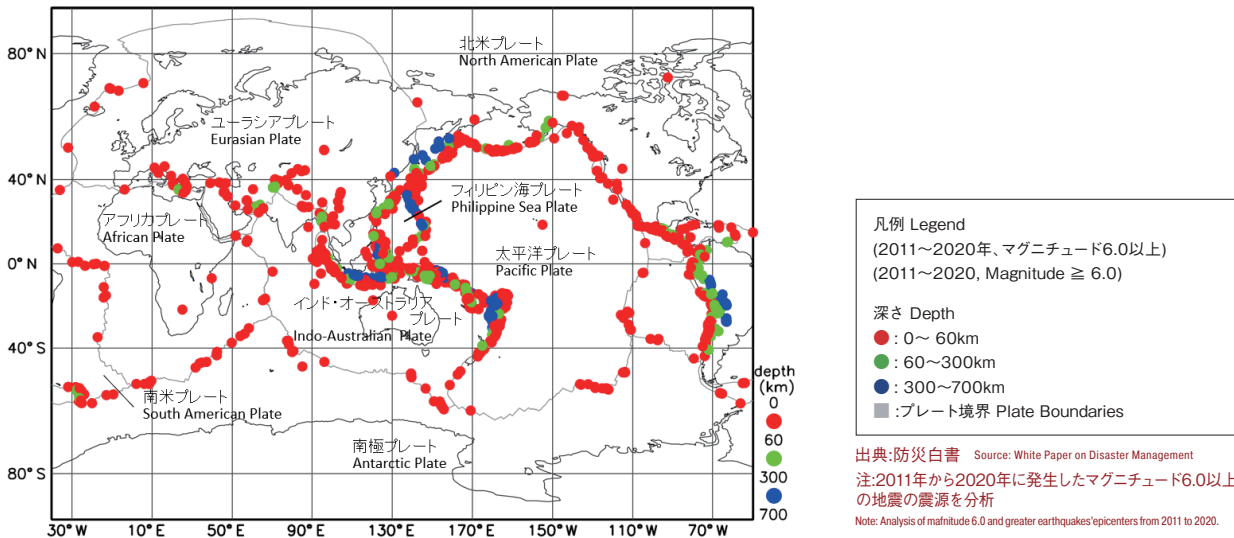 80° N
40° N
0° N
40° S
80° S
30° W
10° E
50° E
90° E
130° E
170° E
150° W
110° W
70° W
北米プレート
North American Plate
ユーラシアプレート
Eurasian Plate
フィリピン海プレート
Philippine Sea Plate
アフリカプレート
African Plate
太平洋プレート
Pacific Plate
インド・オーストラリア
プレート
Indo-Australian Plate
南米プレート
South American Plate
南極プレート
Antarctic Plate
depth
(km)
0
60
300
700
凡例 Legend
(2011~2020年、マグニチュード6.0以上)
(2011~2020, Magnitude ≧ 6.0)
深さ Depth
: 0~ 60km
: 60~300km
: 300~700km
:プレート境界 Plate Boundaries
出典:防災白書 Source: White Paper on Disaster Management
注:2011年から2020年に発生したマグニチュード6.0以上
の地震の震源を分析
Note: Analysis of mafnitude 6.0 and greater earthquakes'epicenters from 2011 to 2020.